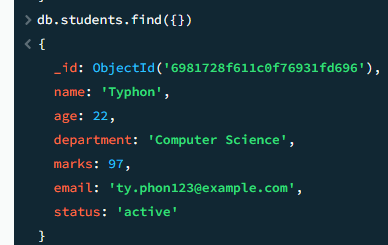 > db.students.find({})
< {
_id: ObjectId('6981728f611c0f76931fd696'),
name: 'Typhon',
age: 22,
department: 'Computer Science',
marks: 97,
email: 'ty.phon123@example.com',
status: 'active'
}